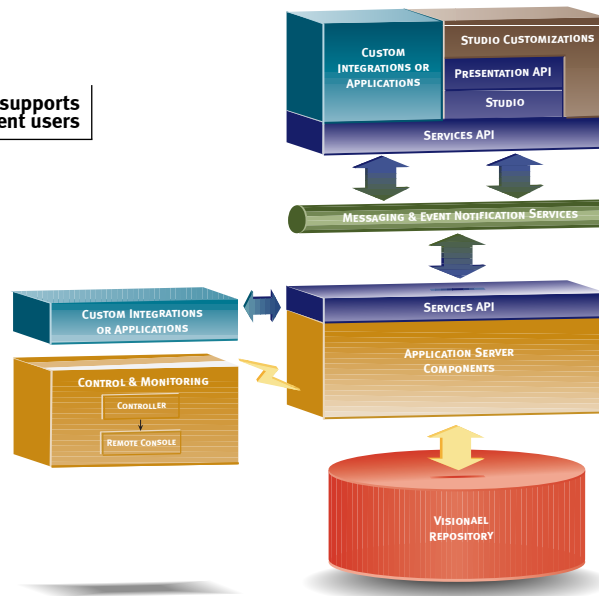 supports
ent users
CUSTOM
INTEGRATIONS OR
APPLICATIONS
STUDIO CUSTOMIZATIONS
PRESENTATION API
STUDIO
SERVICES API
MESSAGING & EVENT NOTIFICATION SERVICES
CUSTOM INTEGRATIONS
OR APPLICATIONS
SERVICES API
APPLICATION SERVER
COMPONENTS
CONTROL & MONITORING
CONTROLLER
REMOTE CONSOLE
VISIONAEL
REPOSITORY